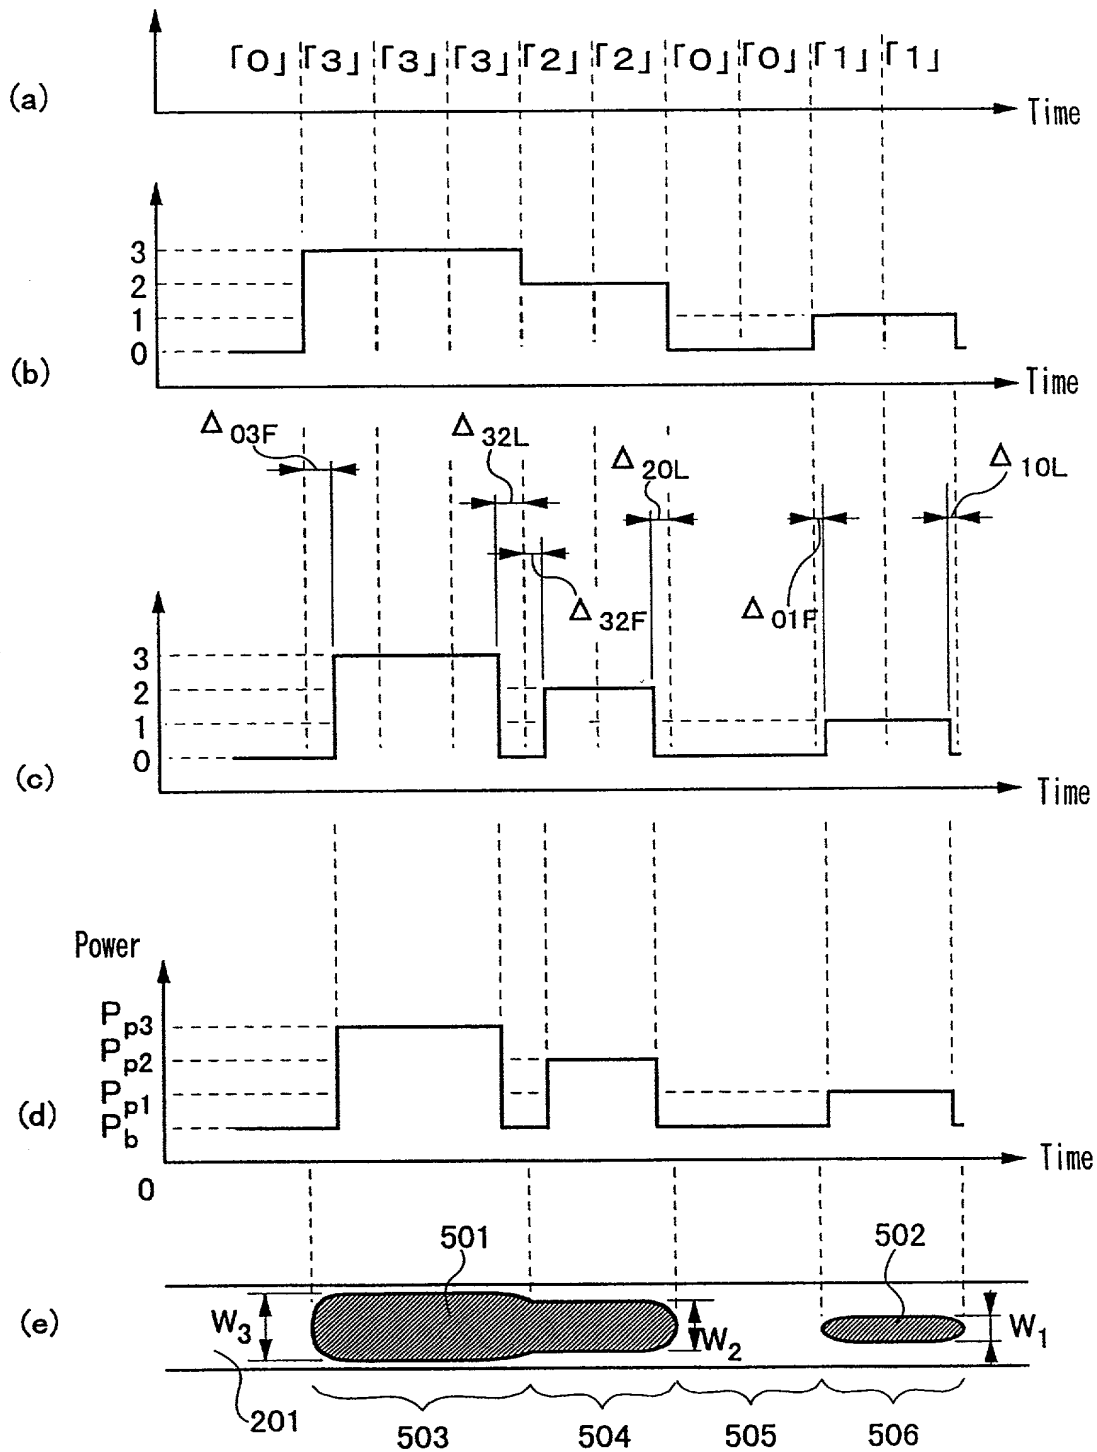 「0」「3」「3」「3」「2」「2」「0」「0」「1」「1」
(a)
Time
3
2
1
0
(b)
Time
Δ03F
Δ32L
Δ20L
Δ10L
Δ32F
Δ01F
3
2
1
0
(c)
Time
Power
Pp3
Pp2
Pp1
Pb
(d)
Time
0
501
502
(e)
W3
W2
W1
201
503
504
505
506